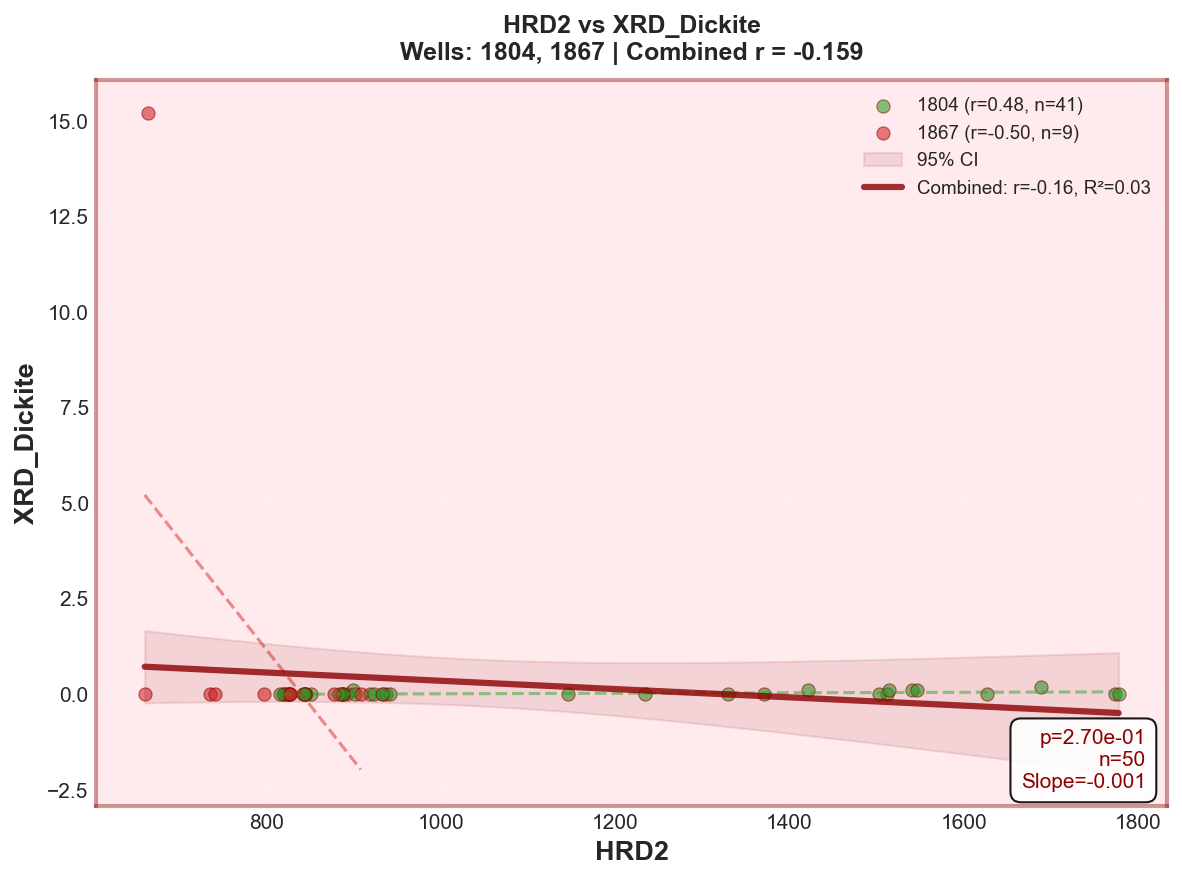 HRD2 vs XRD_Dickite
Wells: 1804, 1867 | Combined r = -0.159
1804 (r=0.48, n=41)
1867 (r=-0.50, n=9)
95% CI
Combined: r=-0.16, R²=0.03
XRD_Dickite
15.0
12.5
10.0
7.5
5.0
2.5
0.0
−2.5
p=2.70e-01
n=50
Slope=-0.001
800 1000 1200 1400 1600 1800
HRD2